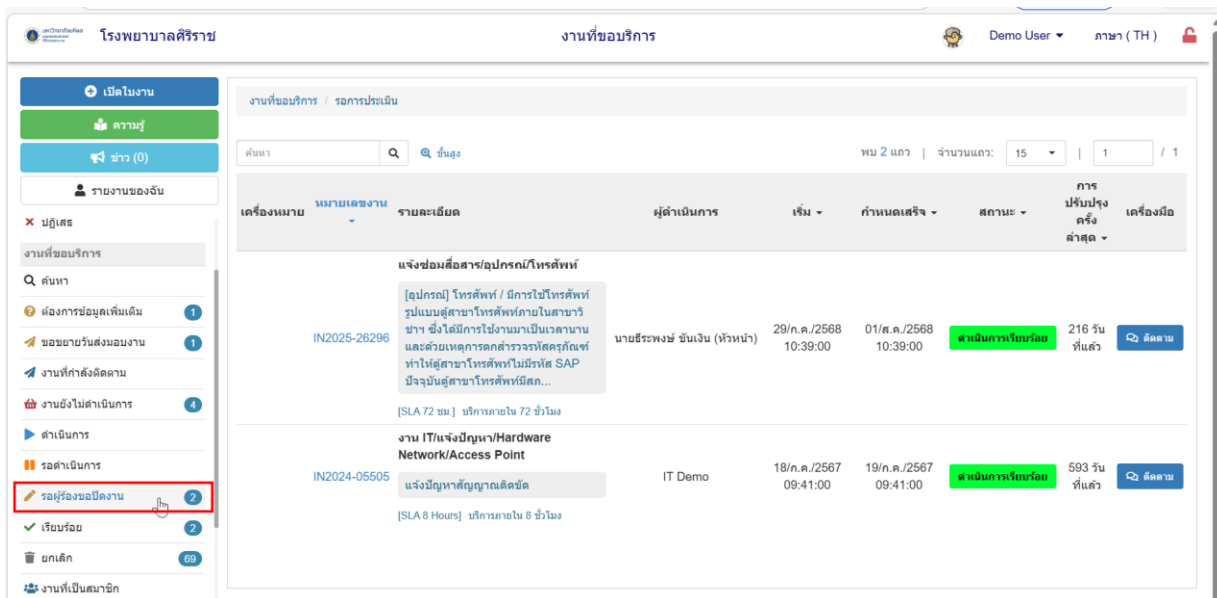 โรงพยาบาลศิริราช
งานที่ขอบริการ
Demo User
ภาษา ( TH )
เปิดใบงาน
ความรู้
ข่าว (0)
รายงานของฉัน
ปฏิเสธ
งานที่ขอบริการ
ค้นหา
ต้องการข้อมูลเพิ่มเติม 1
ขอขยายวันส่งมอบงาน 1
งานที่กำลังติดตาม
งานยังไม่ดำเนินการ 4
ดำเนินการ
รอดำเนินการ
รอผู้ร้องขอปิดงาน 2
เรียบร้อย 2
ยกเลิก 69
งานที่เป็นสมาชิก
งานที่ขอบริการ / รอการประเมิน
ค้นหา
ขั้นสูง
พบ 2 แถว | จำนวนแถว: 15 | 1 / 1
เครื่องหมาย
หมายเลขงาน
รายละเอียด
ผู้ดำเนินการ
เริ่ม
กำหนดเสร็จ
สถานะ
การ
ปรับปรุง
ครั้ง
ล่าสุด
เครื่องมือ
IN2025-26296
แจ้งซ่อมสื่อสาร/อุปกรณ์/โทรศัพท์
[อุปกรณ์] โทรศัพท์ / มีการใช้โทรศัพท์
รูปแบบตู้สาขาโทรศัพท์ภายในสาขาวิ
ชาฯ ซึ่งได้มีการใช้งานมาเป็นเวลานาน
และด้วยเหตุการตกสำรวจรหัสครุภัณฑ์
ทำให้ตู้สาขาโทรศัพท์ไม่มีรหัส SAP
ปัจจุบันตู้สาขาโทรศัพท์มีสภ...
[SLA 72 ชม.] บริการภายใน 72 ชั่วโมง
นายธีระพงษ์ ขันเงิน (หัวหน้า)
29/ก.ค./2568
10:39:00
01/ส.ค./2568
10:39:00
ดำเนินการเรียบร้อย
216 วัน
ที่แล้ว
ติดตาม
IN2024-05505
งาน IT/แจ้งปัญหา/Hardware
Network/Access Point
แจ้งปัญหาสัญญาณติดขัด
[SLA 8 Hours] บริการภายใน 8 ชั่วโมง
IT Demo
18/ก.ค./2567
09:41:00
19/ก.ค./2567
09:41:00
ดำเนินการเรียบร้อย
593 วัน
ที่แล้ว
ติดตาม